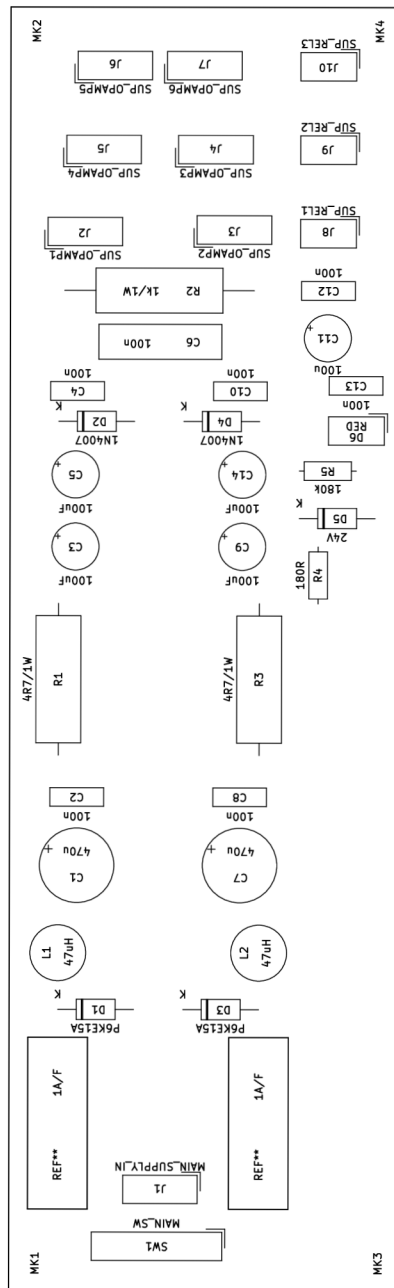 MK2
MK4
J6
SUP_OPAMP5
J7
SUP_OPAMP6
SUP_REL3
J10
J5
SUP_OPAMP4
J4
SUP_OPAMP3
SUP_REL2
J9
J2
SUP_OPAMP1
J3
SUP_OPAMP2
SUP_REL1
J8
1k/1W
R2
100n
C12
100n
C6
C11
100u
100n
C4
100n
C10
C13
100n
K
D2
1N4007
K
D4
1N4007
RED
D6
C5
100uF
C14
100uF
R5
180k
K
D5
24V
C3
100uF
C9
100uF
180R
R4
4R7/1W
R1
4R7/1W
R3
C2
100n
C8
100n
470u
C1
470u
C7
L1
47uH
L2
47uH
K
D1
P6KE15A
K
D3
P6KE15A
1A/F
REF**
1A/F
REF**
MAIN_SUPPLY_IN
J1
MAIN_SW
SW1
MK1
MK3